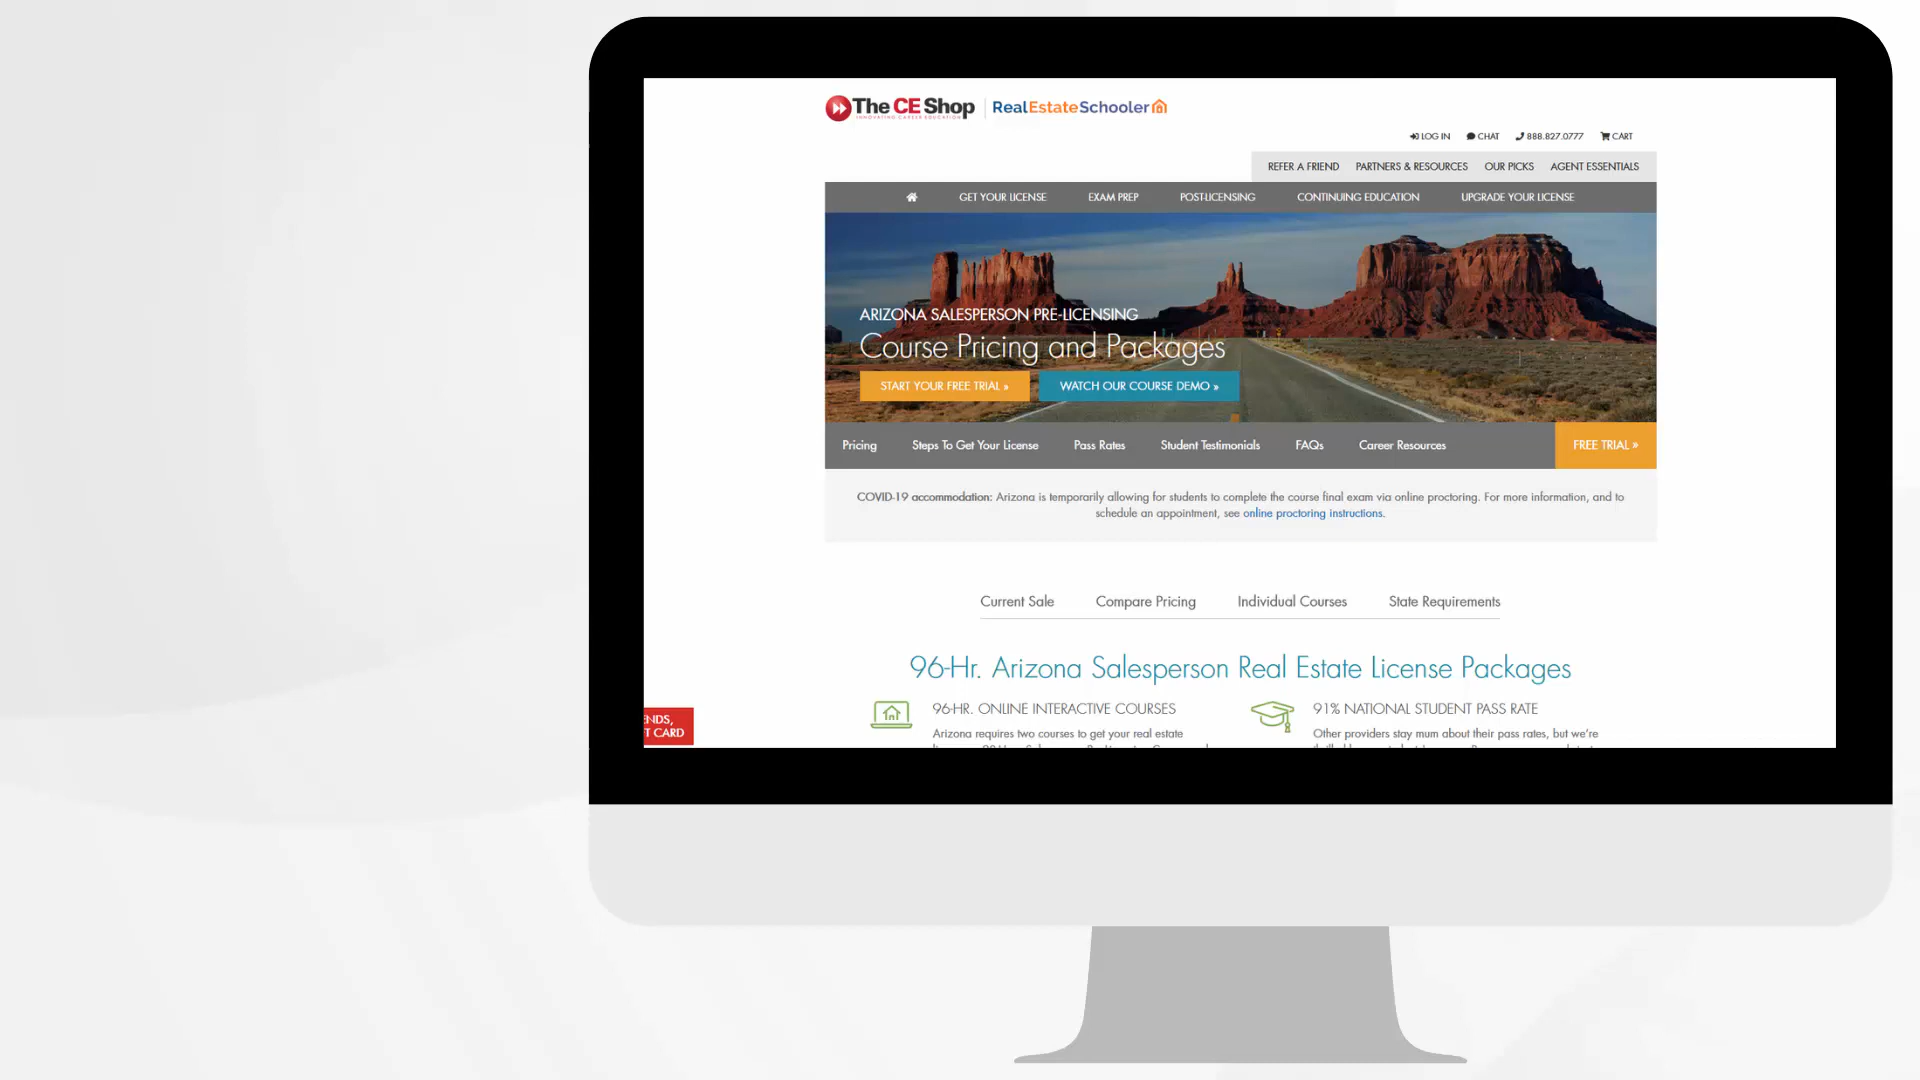 The CE Shop
INNOVATING CAREER EDUCATION
RealEstateSchooler
LOG IN CHAT 888.827.0777 CART
REFER A FRIEND PARTNERS & RESOURCES OUR PICKS AGENT ESSENTIALS
GET YOUR LICENSE EXAM PREP POST-LICENSING CONTINUING EDUCATION UPGRADE YOUR LICENSE
ARIZONA SALESPERSON PRE-LICENSING
Course Pricing and Packages
START YOUR FREE TRIAL » WATCH OUR COURSE DEMO »
Pricing Steps To Get Your License Pass Rates Student Testimonials FAQs Career Resources FREE TRIAL »
COVID-19 accommodation: Arizona is temporarily allowing for students to complete the course final exam via online proctoring. For more information, and to
schedule an appointment, see online proctoring instructions.
Current Sale Compare Pricing Individual Courses State Requirements
96-Hr. Arizona Salesperson Real Estate License Packages
96-HR. ONLINE INTERACTIVE COURSES
Arizona requires two courses to get your real estate
91% NATIONAL STUDENT PASS RATE
Other providers stay mum about their pass rates, but we're
ENDS,
T CARD